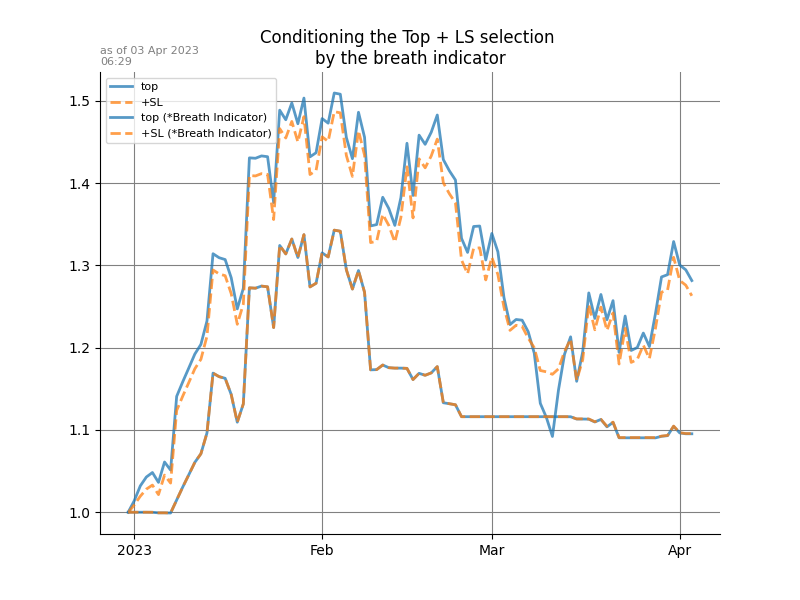 Conditioning the Top + LS selection
by the breath indicator
as of 03 Apr 2023
06:29
top
+SL
top (*Breath Indicator)
+SL (*Breath Indicator)
1.5
1.4
1.3
1.2
1.1
1.0
2023 Feb Mar Apr